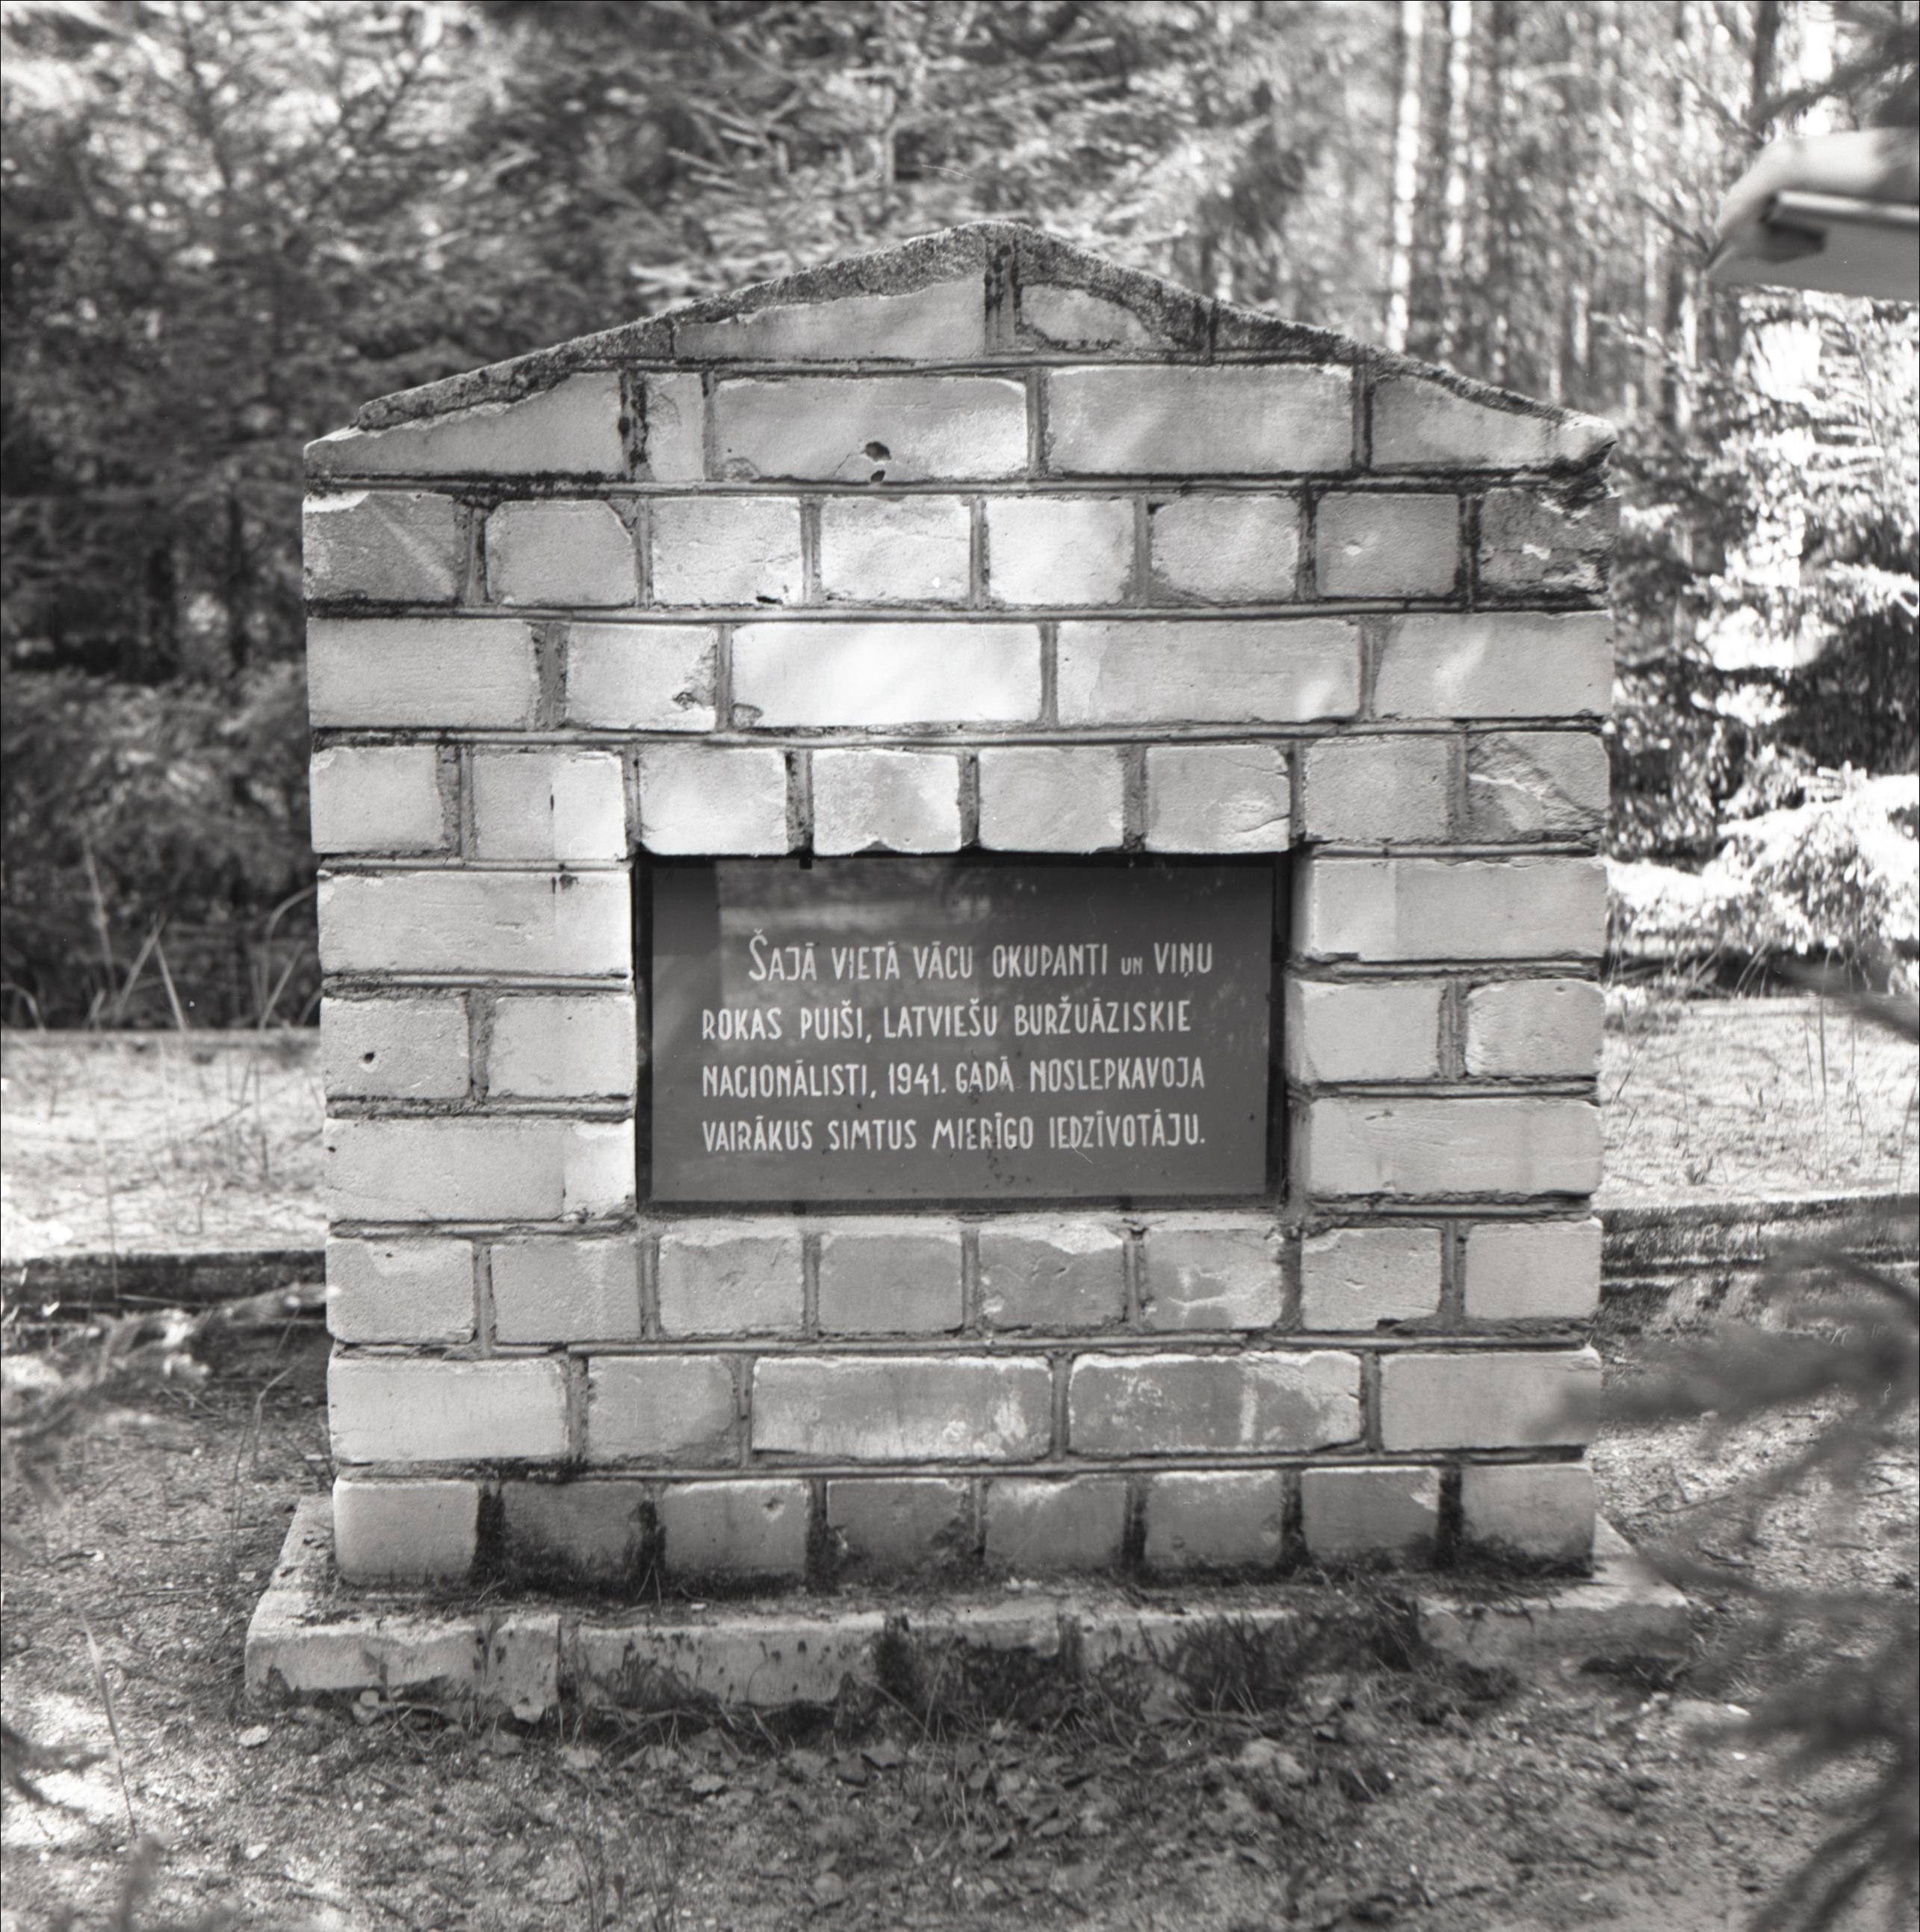 ŠAJĀ VIETĀ VĀCU OKUPANTI UN VIŅU
ROKAS PUIŠI, LATVIEŠU BURŽUĀZISKIE
NACIONĀLISTI, 1941. GADĀ NOSLEPKAVOJA
VAIRĀKUS SIMTUS MIERĪGO IEDZĪVOTĀJU.